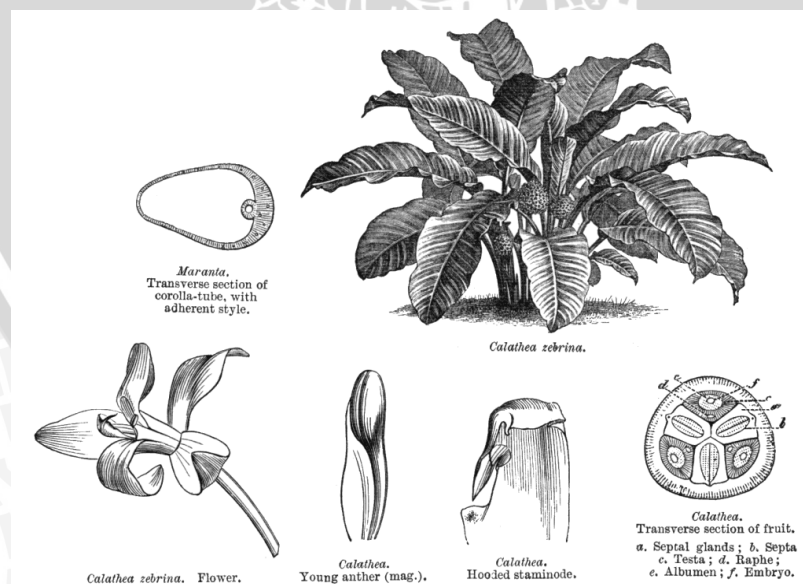 Maranta.
Transverse section of
corolla-tube, with
adherent style.
Calathea zebrina.
Calathea zebrina. Flower.
Calathea.
Young anther (mag.).
Calathea.
Hooded staminode.
d c f
e
a
b
Calathea.
Transverse section of fruit.
a. Septal glands; b. Septa
c. Testa; d. Raphe;
e. Albumen; f. Embryo.